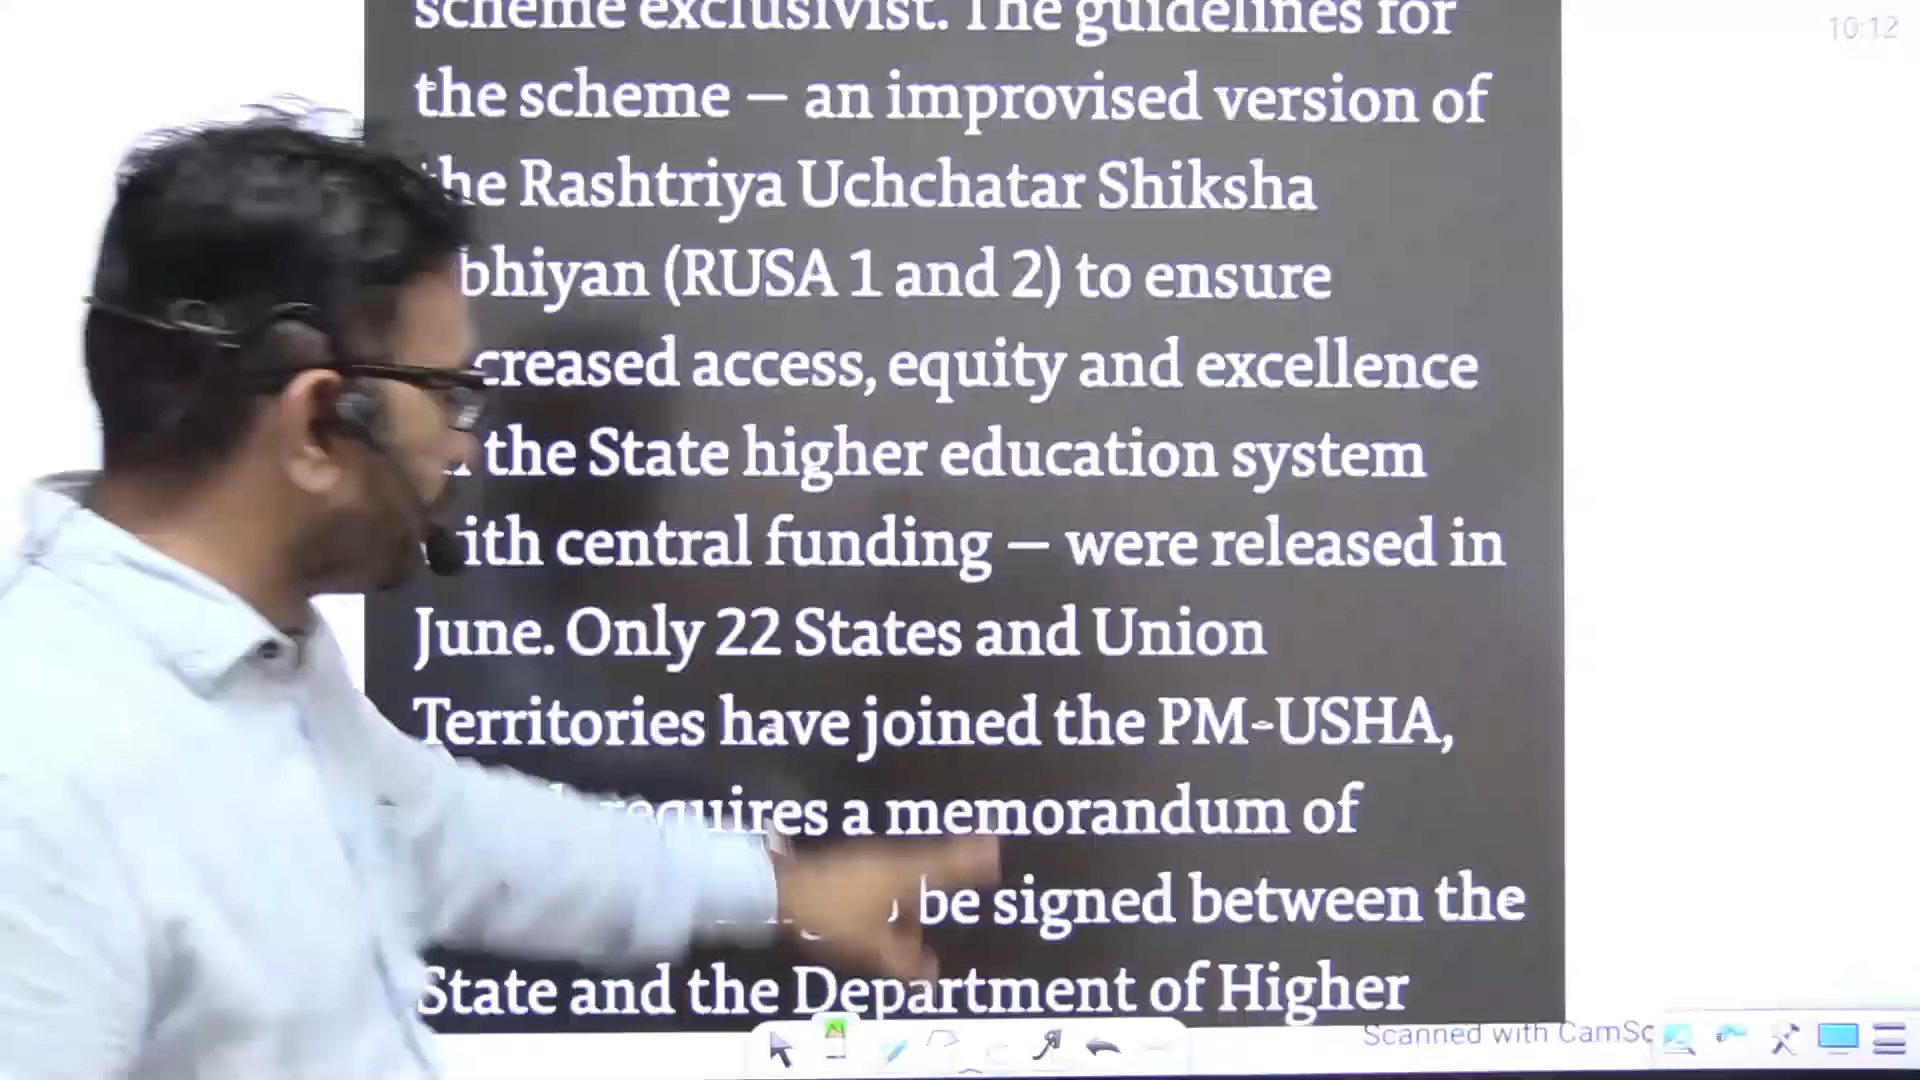 scheme exclusivist. The guidelines for
10:12
the scheme — an improvised version of
the Rashtriya Uchchatar Shiksha
bhiyan (RUSA 1 and 2) to ensure
creased access, equity and excellence
the State higher education system
ith central funding — were released in
June. Only 22 States and Union
Territories have joined the PM-USHA,
requires a memorandum of
be signed between the
State and the Department of Higher
Scanned with CamSc